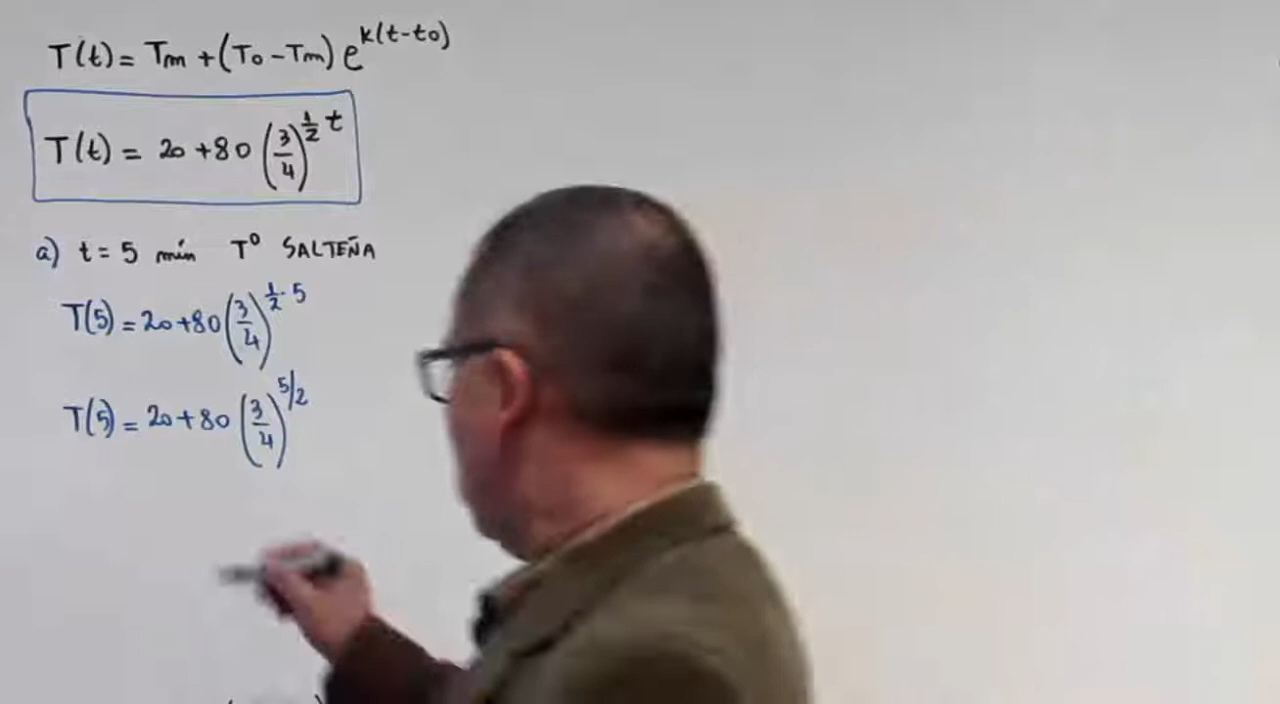 T(t) = Tm + (To - Tm) e^k(t-to)
T(t) = 20 + 80 (3/4)^1/2 t
a) t = 5 min T° SALTEÑA
T(5) = 20 + 80 (3/4)^1/2 · 5
T(5) = 20 + 80 (3/4)^5/2